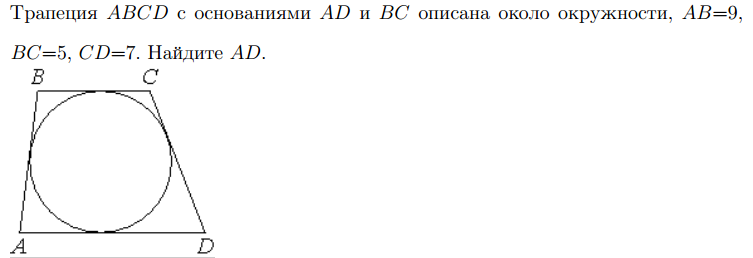 Трапеция ABCD с основаниями AD и BC описана около окружности, AB=9,
BC=5, CD=7. Найдите AD.
B C
A D